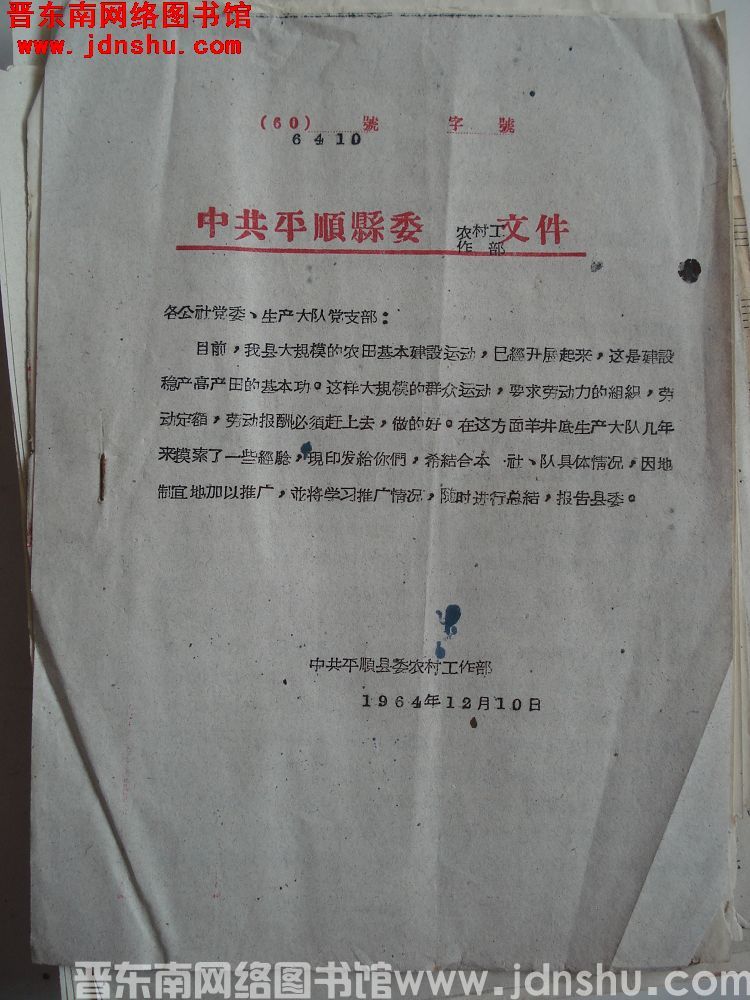 晋东南网络图书馆
www.jdnshu.com
(60) 號 字 號
6410
中共平順縣委 农村工作部 文件
各公社党委、生产大队党支部：
目前，我县大規模的农田基本建設运动，已經开展起来，这是建設
稳产高产田的基本功。这样大規模的群众运动，要求劳动力的組織，劳
动定額，劳动报酬必須赶上去，做的好。在这方面羊井底生产大队几年
来摸索了一些經驗，現印发給你們，希結合本 社、队具体情况，因地
制宜地加以推广，並将学习推广情况，随时进行总結，报告县委。
中共平順县委农村工作部
1964年12月10日
晋东南网络图书馆www.jdnshu.com